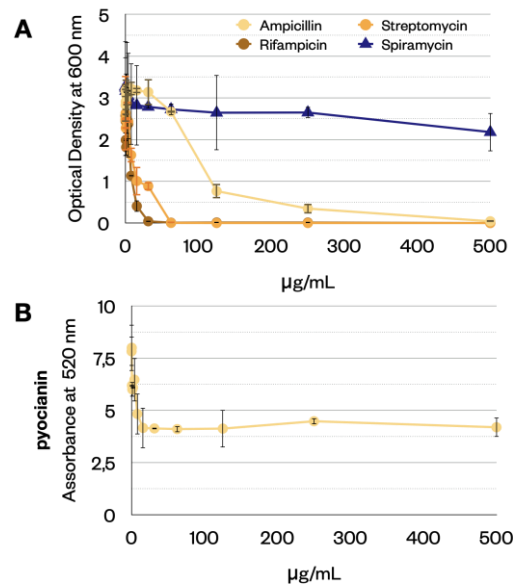 A
Ampicillin
Streptomycin
Rifampicin
Spiramycin
Optical Density at 600 nm
5
4
3
2
1
0
0
100
200
300
400
500
µg/mL
B
pyocianin
Assorbance at 520 nm
10
7,5
5
2,5
0
0
100
200
300
400
500
µg/mL